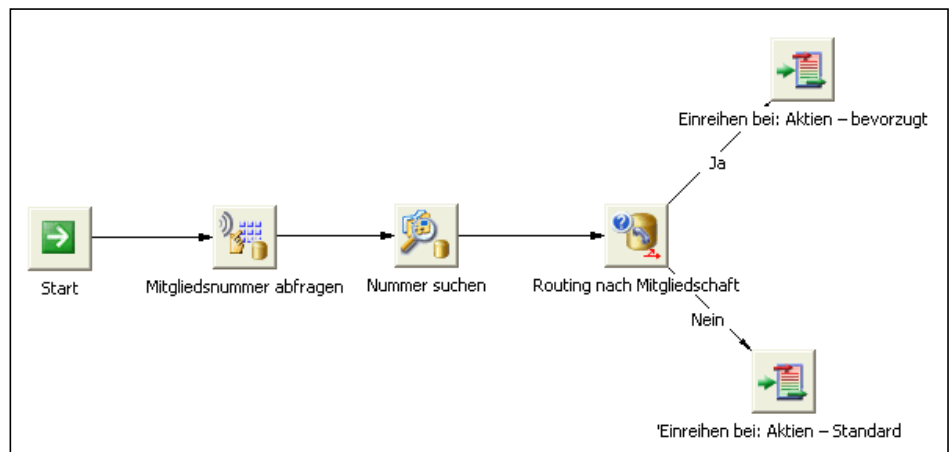 Einreihen bei: Aktien – bevorzugt
Ja
Start
Mitgliedsnummer abfragen
Nummer suchen
Routing nach Mitgliedschaft
Nein
'Einreihen bei: Aktien – Standard